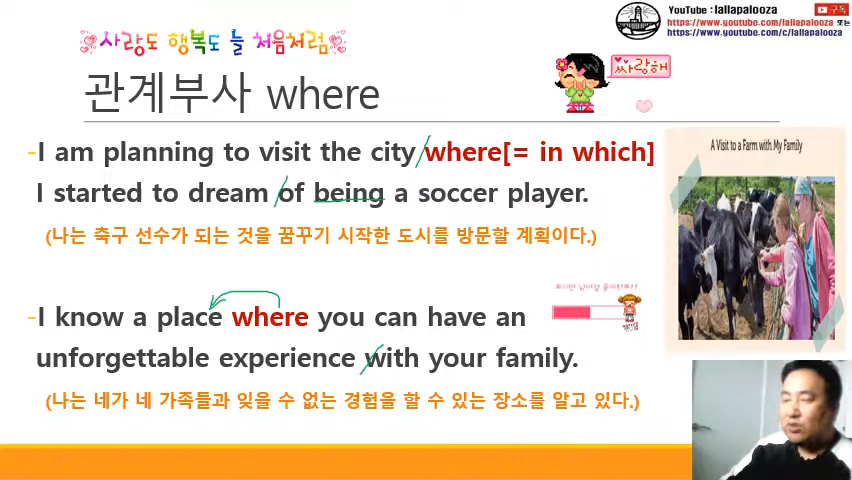 YouTube : lallapalooza
구독
https://www.youtube.com/lallapalooza 또는
https://www.youtube.com/c/lallapalooza
사랑도 행복도 늘 처음처럼
싸랑해
관계부사 where
-I am planning to visit the city where[= in which]
I started to dream of being a soccer player.
(나는 축구 선수가 되는 것을 꿈꾸기 시작한 도시를 방문할 계획이다.)
A Visit to a Farm with My Family
-I know a place where you can have an
unforgettable experience with your family.
(나는 네가 네 가족들과 잊을 수 없는 경험을 할 수 있는 장소를 알고 있다.)